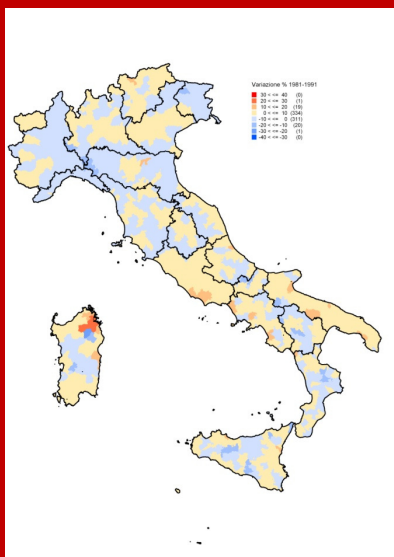 Variazione % 1981-1991
30 < <= 40 (0)
20 < <= 30 (1)
10 < <= 20 (19)
0 < <= 10 (334)
-10 < <= 0 (311)
-20 < <= -10 (20)
-30 < <= -20 (1)
-40 < <= -30 (0)